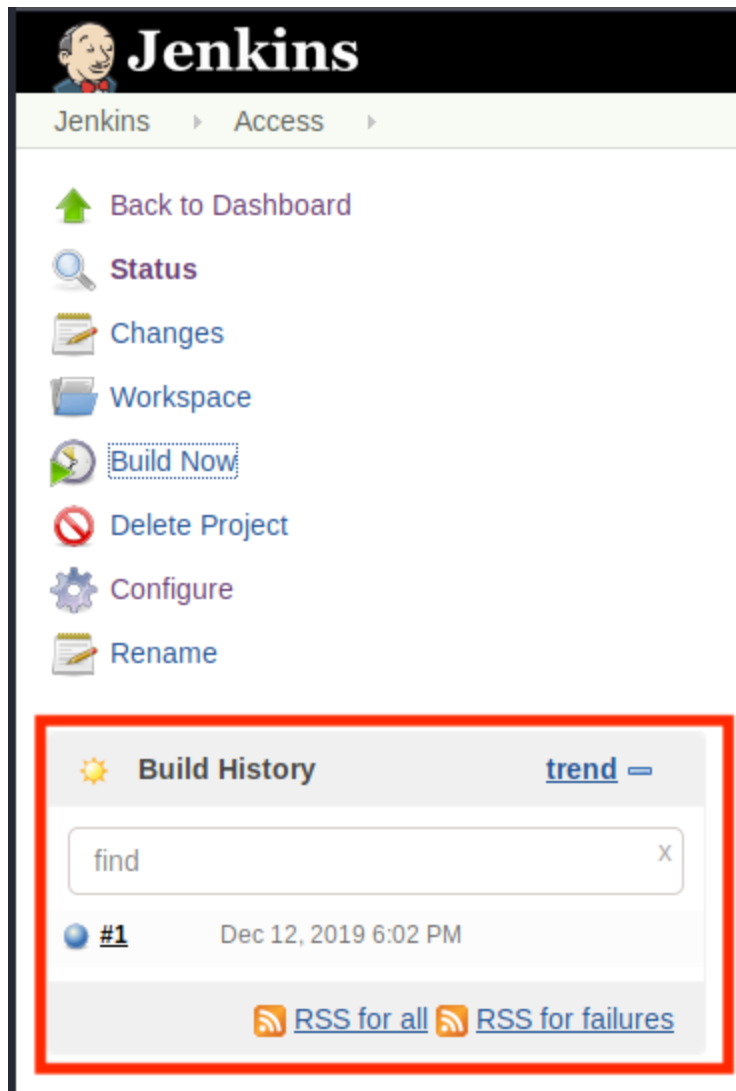 Jenkins
Jenkins Access
Back to Dashboard
Status
Changes
Workspace
Build Now
Delete Project
Configure
Rename
Build History trend
find x
#1 Dec 12, 2019 6:02 PM
RSS for all RSS for failures